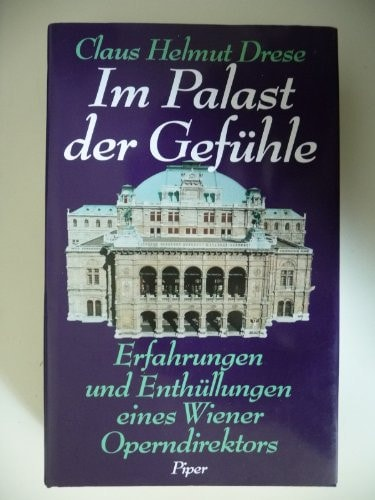 Claus Helmut Drese
Im Palast
der Gefühle
Erfahrungen
und Enthüllungen
eines Wiener
Operndirektors
Piper